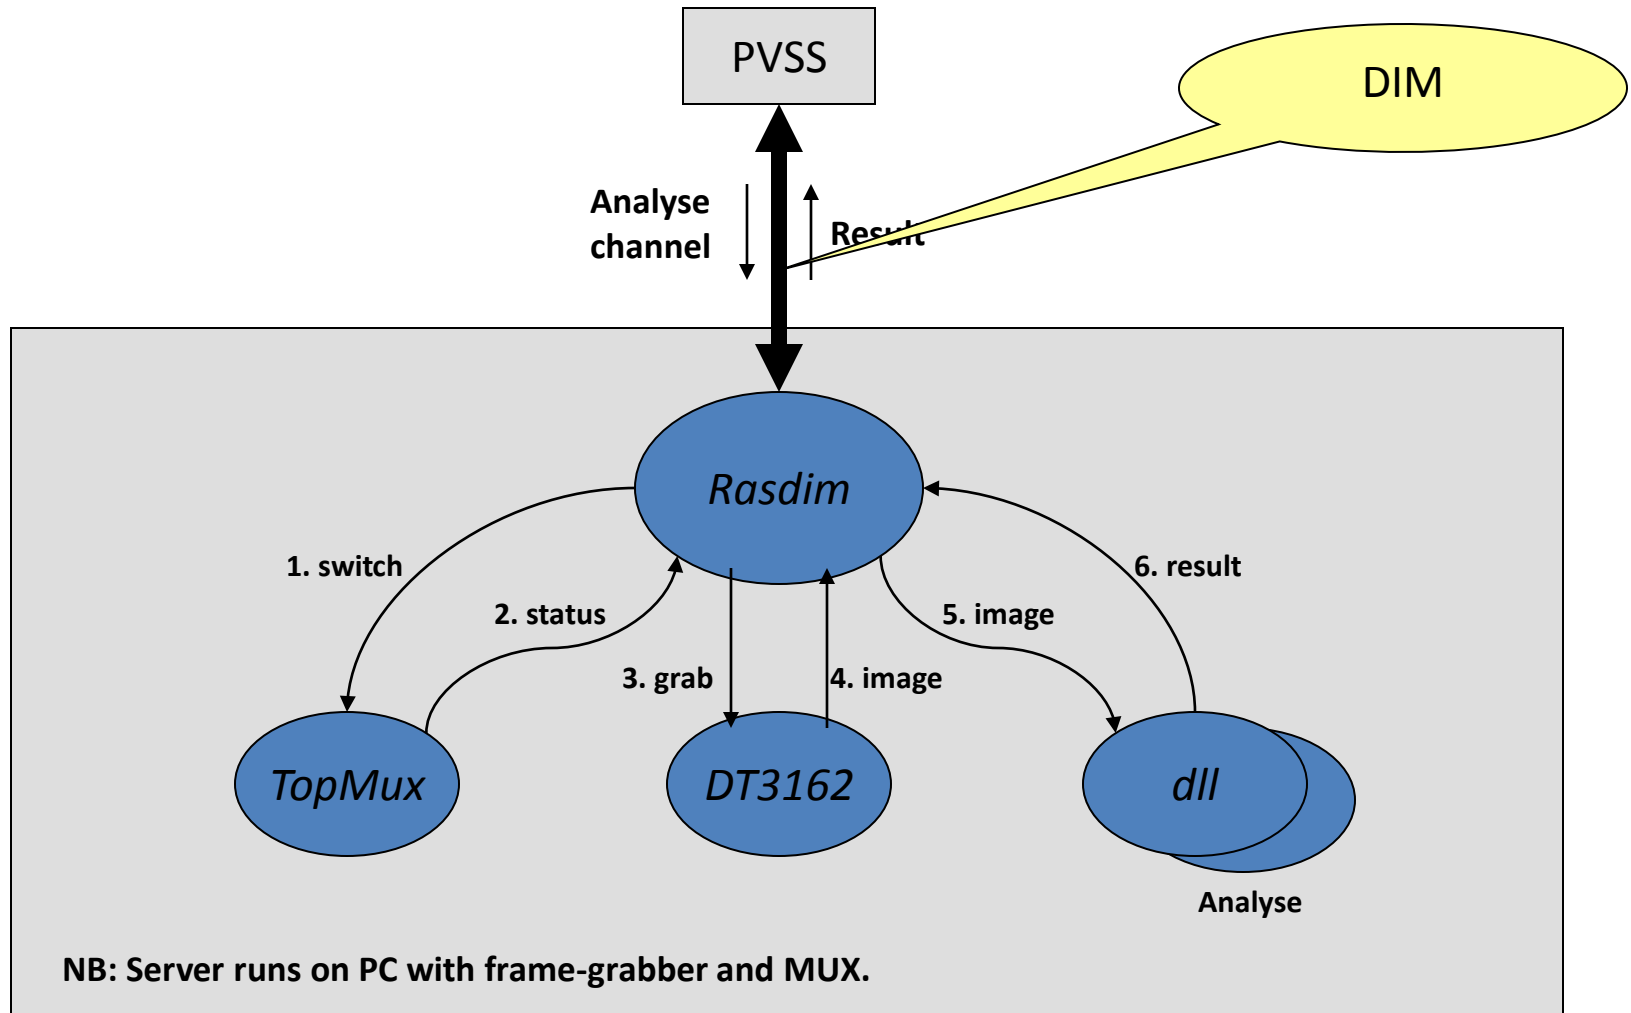 PVSS
DIM
Analyse
channel
Result
Rasdim
1. switch
6. result
2. status
5. image
3. grab
4. image
TopMux
DT3162
dll
Analyse
NB: Server runs on PC with frame-grabber and MUX.